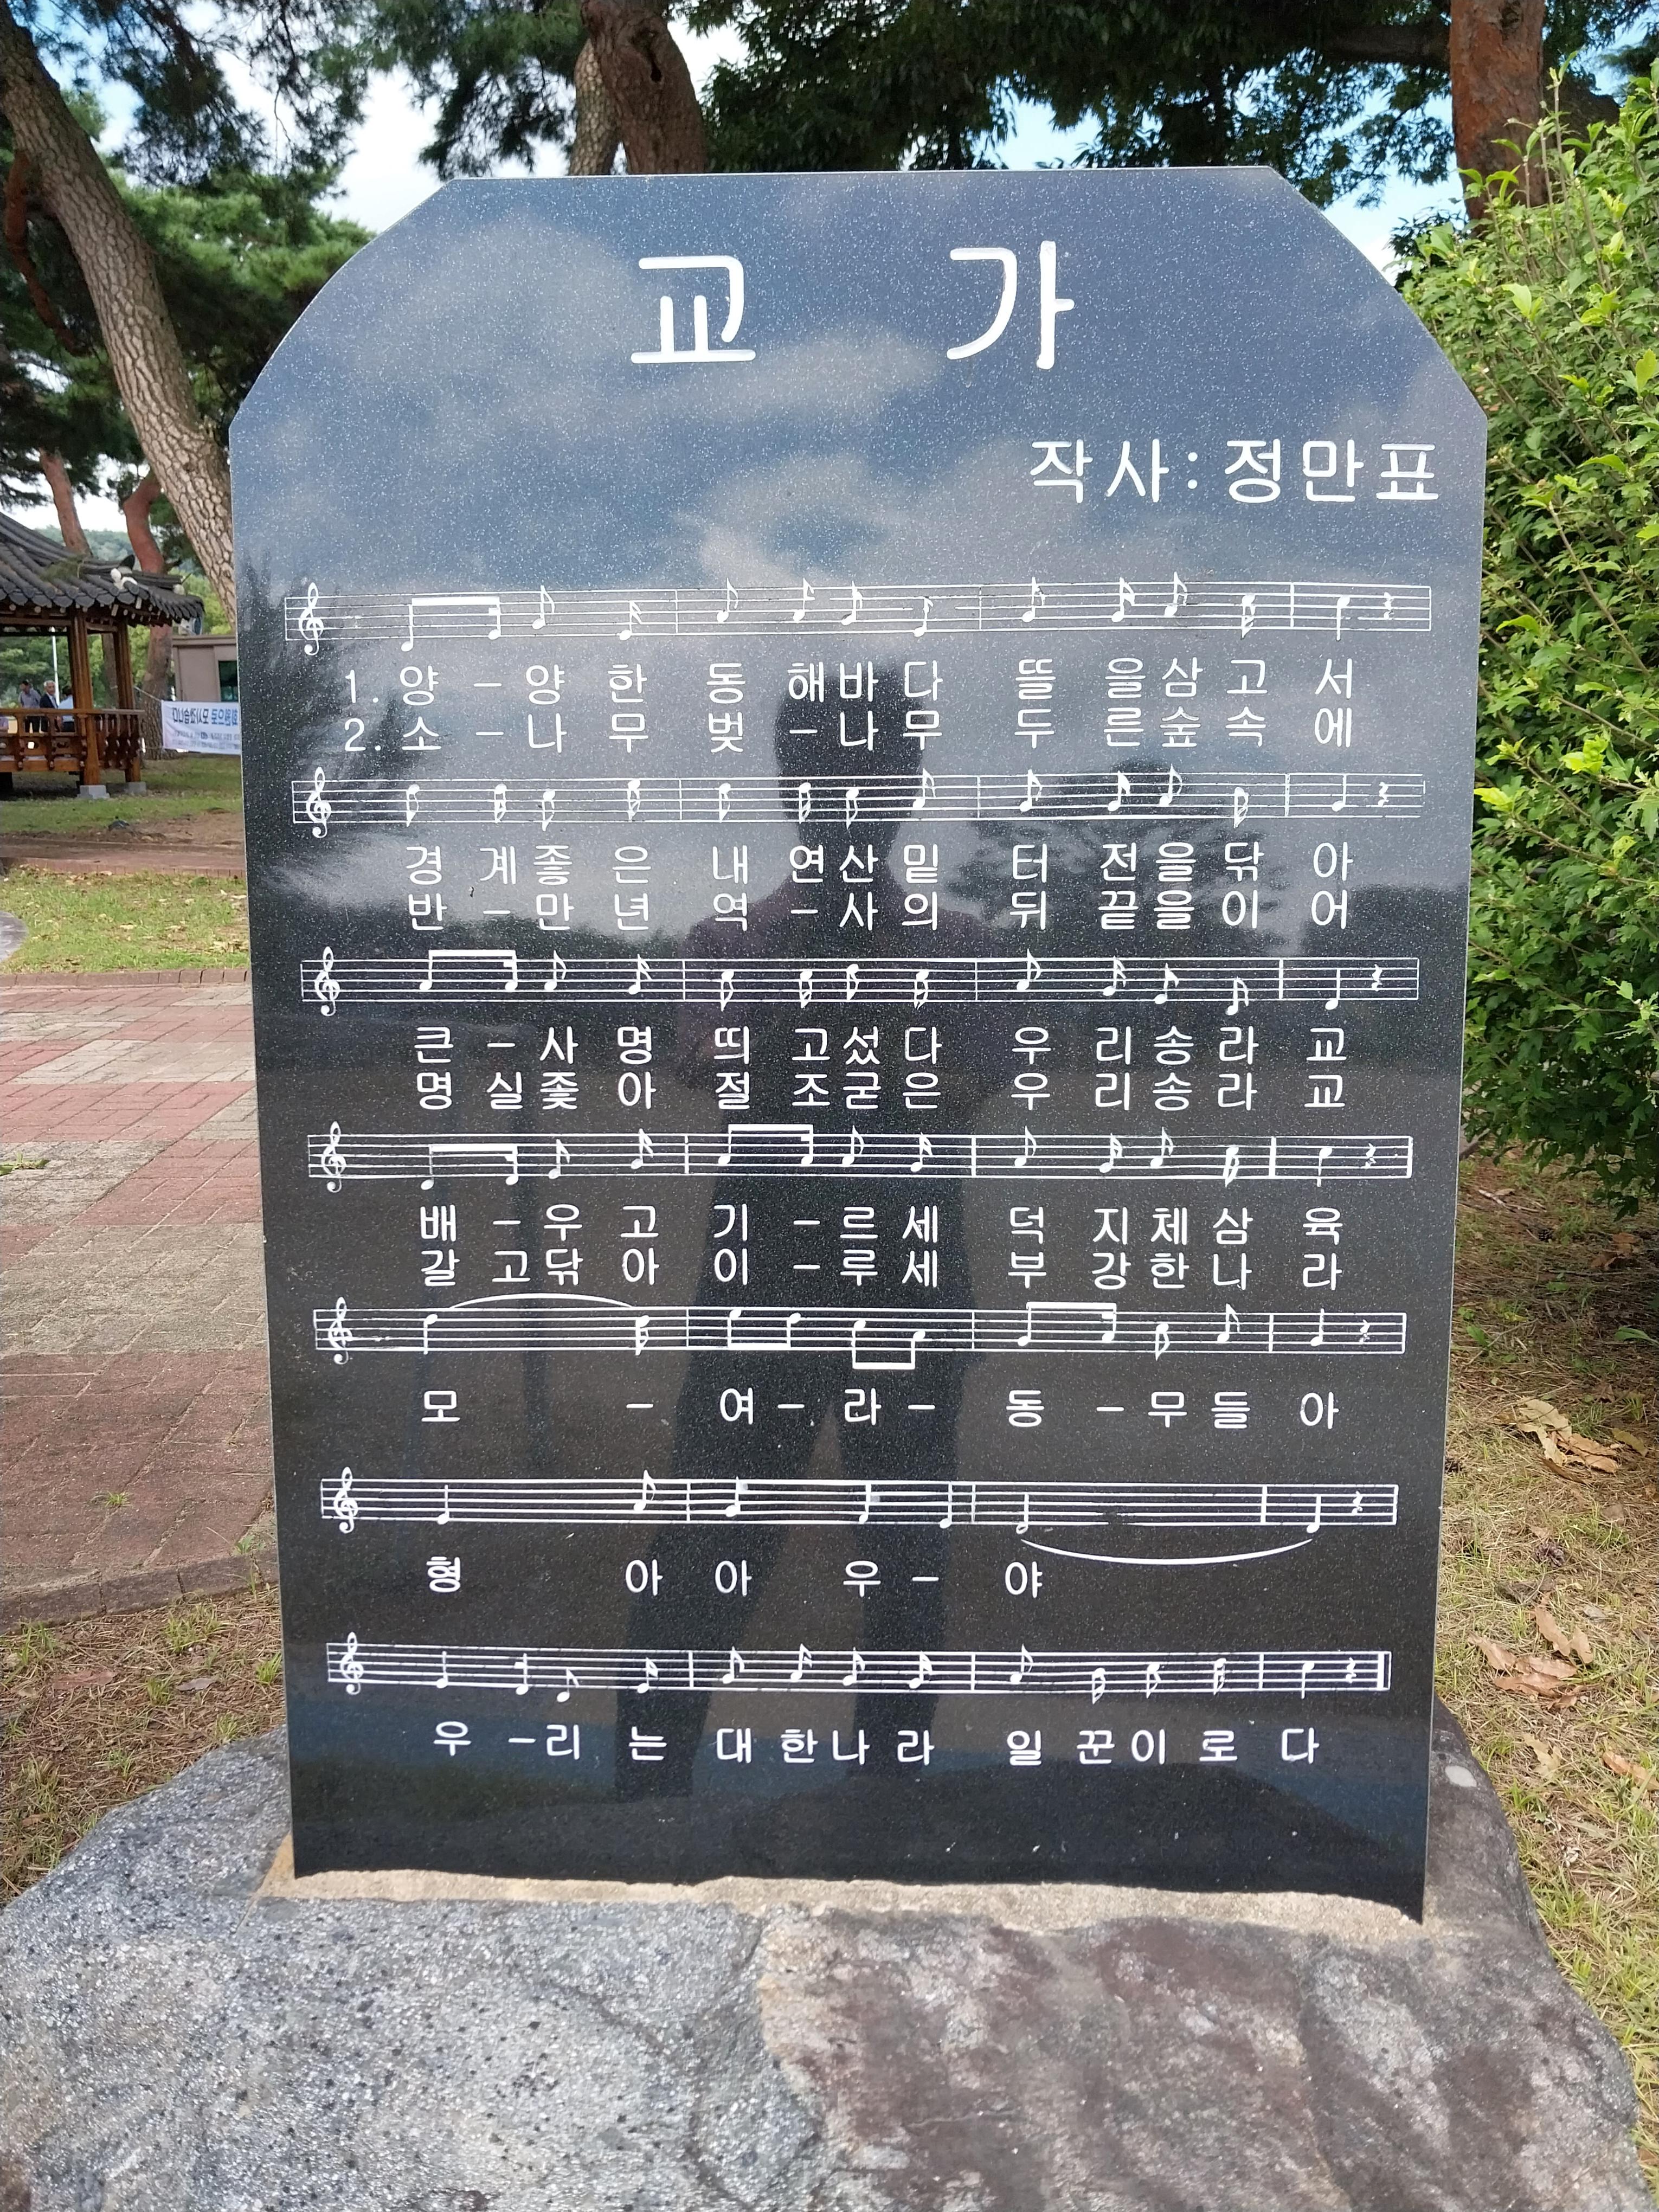 교 가
작사:정만표
1. 양 - 양 한 동 해바 다 뜰 을삼 고 서
2. 소 - 나 무 벚 - 나 무 두 른숲 속 에
경 계좋 은 내 연산 밑 터 전을 닦 아
반 - 만 년 역 - 사 의 뒤 끝을 이 어
큰 - 사 명 띄 고섰 다 우 리송 라 교
명 실좇 아 절 조굳 은 우 리송 라 교
배 - 우 고 기 - 르 세 덕 지체 삼 육
갈 고닦 아 이 - 루 세 부 강한 나 라
모 - 여 - 라 - 동 - 무 들 아
형 아 아 우 - 야
우 -리 는 대 한나 라 일 꾼이 로 다